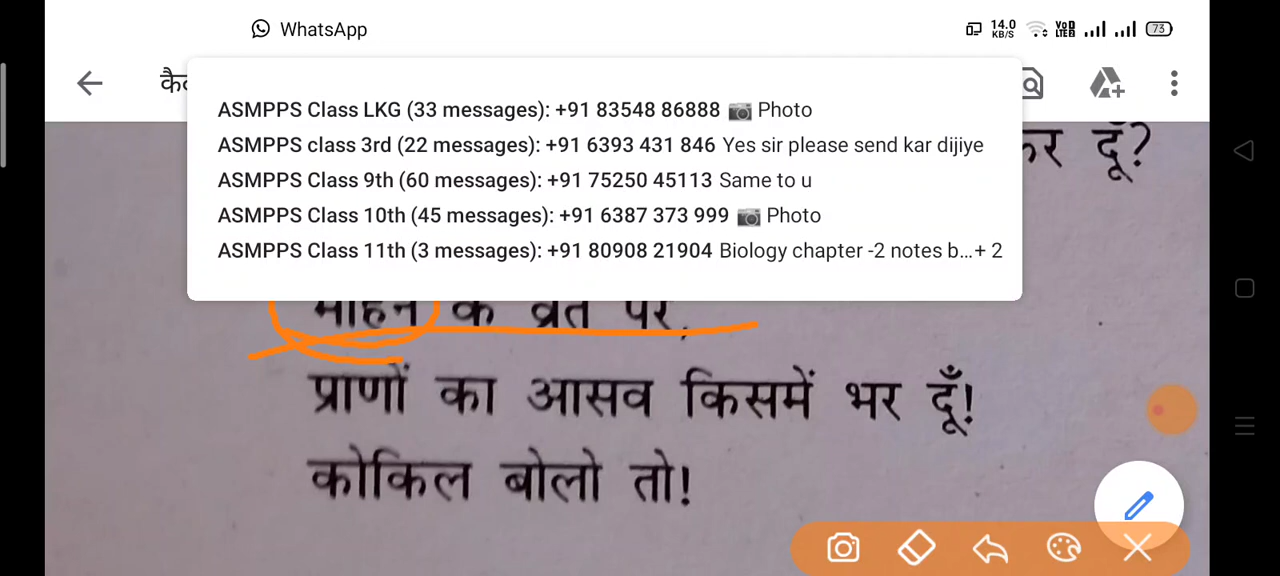 WhatsApp
14.0 KB/S VoD LTE 73
ASMPPS Class LKG (33 messages): +91 83548 86888 📷 Photo
ASMPPS class 3rd (22 messages): +91 6393 431 846 Yes sir please send kar dijiye
ASMPPS Class 9th (60 messages): +91 75250 45113 Same to u
ASMPPS Class 10th (45 messages): +91 6387 373 999 📷 Photo
ASMPPS Class 11th (3 messages): +91 80908 21904 Biology chapter -2 notes b...+ 2
दूँ?
मोहन के व्रत पर,
प्राणों का आसव किसमें भर दूँ!
कोकिल बोलो तो!